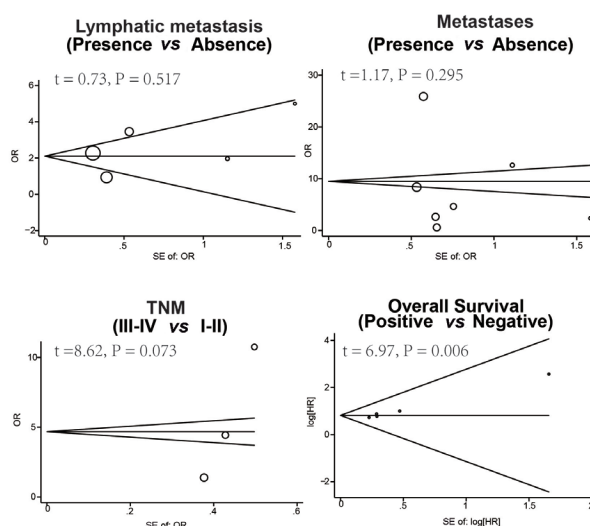 Lymphatic metastasis
(Presence vs Absence)
t = 0.73, P = 0.517
6
4
2
0
−2
OR
0
.5
1
1.5
SE of: OR
Metastases
(Presence vs Absence)
t =1.17, P = 0.295
30
20
10
0
OR
0
.5
1
1.5
SE of: OR
TNM
(III-IV vs I-II)
t =8.62, P = 0.073
10
5
0
OR
0
.2
.4
.6
SE of: OR
Overall Survival
(Positive vs Negative)
t = 6.97, P = 0.006
4
2
0
−2
log[HR]
0
.5
1
1.5
2
SE of: log[HR]